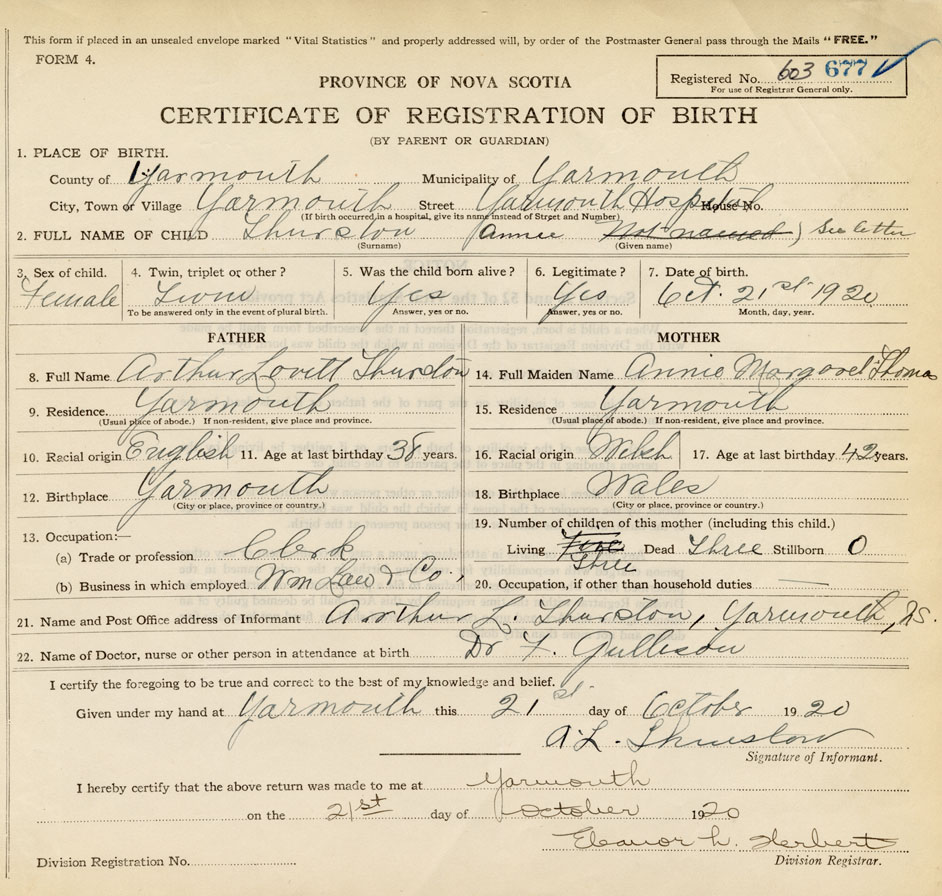 This form if placed in an unsealed envelope marked "Vital Statistics" and properly addressed will, by order of the Postmaster General pass through the Mails "FREE."
FORM 4.
Registered No. 603 677
For use of Registrar General only.
PROVINCE OF NOVA SCOTIA
CERTIFICATE OF REGISTRATION OF BIRTH
(BY PARENT OR GUARDIAN)
1. PLACE OF BIRTH.
County of Yarmouth Municipality of Yarmouth
City, Town or Village Yarmouth Street Yarmouth Hospital House No.
(If birth occurred in a hospital, give its name instead of Street and Number)
2. FULL NAME OF CHILD Thurston (Annie Not named) See letter
(Surname) (Given name)
3. Sex of child. 4. Twin, triplet or other? 5. Was the child born alive? 6. Legitimate? 7. Date of birth.
Female Yes Yes Oct. 21st 1920
To be answered only in the event of plural birth. Answer, yes or no. Answer, yes or no. Month, day, year.
FATHER MOTHER
8. Full Name Arthur Lovitt Thurston 14. Full Maiden Name Annie Margaret Thomas
9. Residence. Yarmouth 15. Residence Yarmouth
(Usual place of abode.) If non-resident, give place and province. (Usual place of abode.) If non-resident, give place and province.
10. Racial origin English 11. Age at last birthday 38 years. 16. Racial origin Welsh 17. Age at last birthday 42 years.
12. Birthplace Yarmouth 18. Birthplace Wales
(City or place, province or country.) (City or place, province or country.)
13. Occupation:— 19. Number of children of this mother (including this child.)
(a) Trade or profession Clerk Living Five Three Dead Three Stillborn 0
(b) Business in which employed Wm Law & Co. 20. Occupation, if other than household duties
21. Name and Post Office address of Informant Arthur L. Thurston, Yarmouth, NS.
22. Name of Doctor, nurse or other person in attendance at birth Dr F. Gullison
I certify the foregoing to be true and correct to the best of my knowledge and belief.
Given under my hand at Yarmouth this 21st day of October 1920
A. L. Thurston
Signature of Informant.
I hereby certify that the above return was made to me at Yarmouth
on the 21st day of October 1920
Eleanor L. Herbert
Division Registration No. Division Registrar.